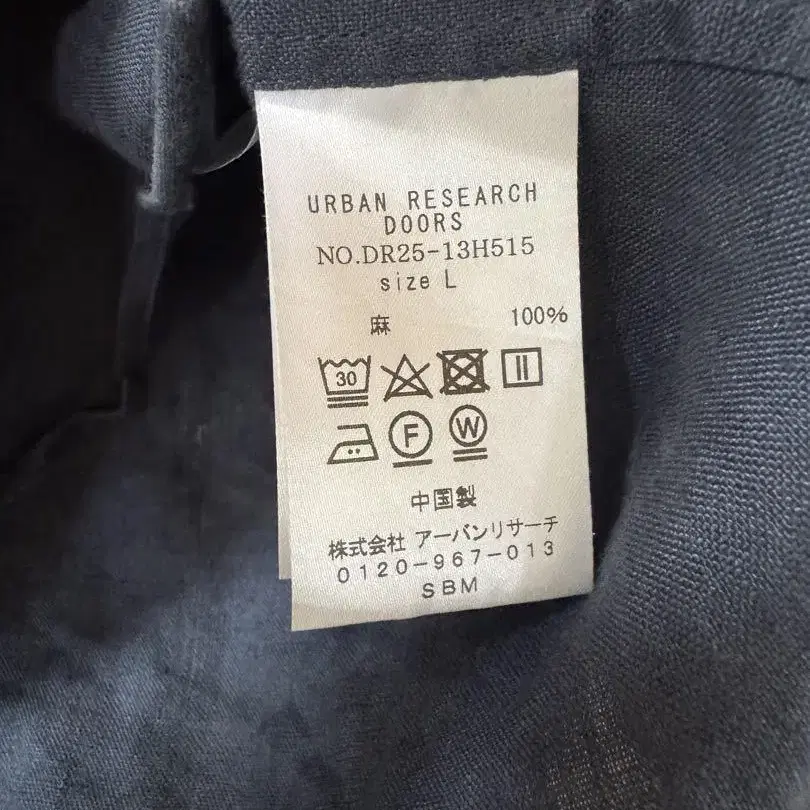 URBAN RESEARCH
DOORS
NO.DR25-13H515
size L
麻 100%
30
F W
中国製
株式会社 アーバンリサーチ
0120-967-013
SBM